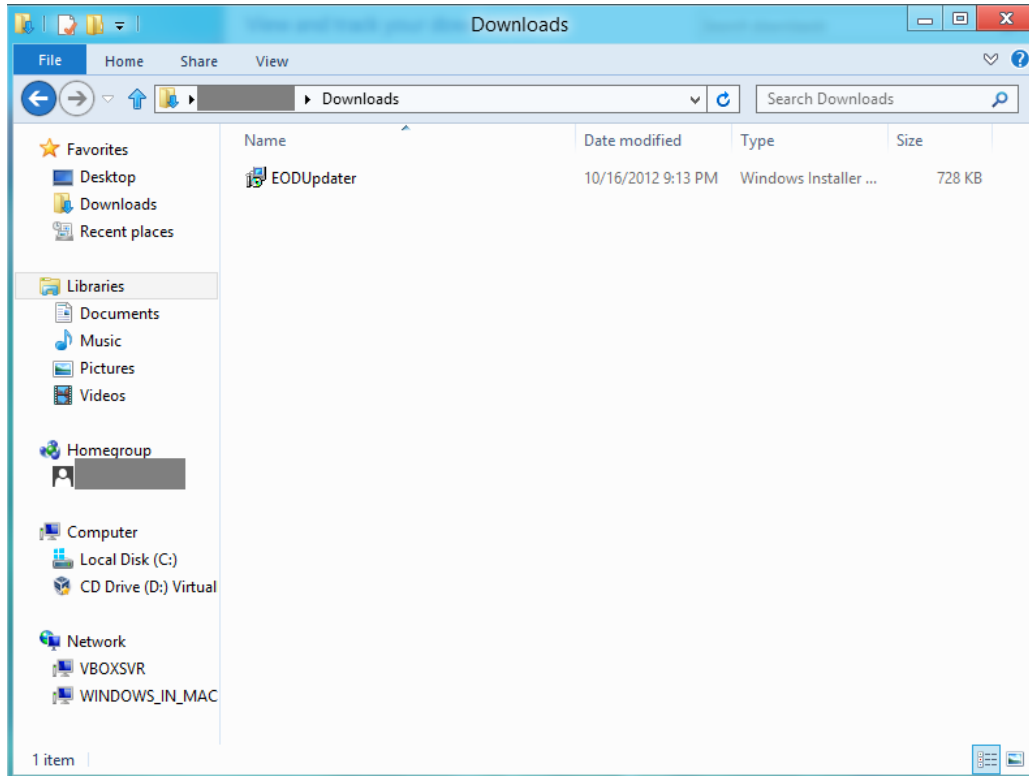 Downloads
File Home Share View
Downloads Search Downloads
Name Date modified Type Size
EODUpdater 10/16/2012 9:13 PM Windows Installer ... 728 KB
Favorites
Desktop
Downloads
Recent places
Libraries
Documents
Music
Pictures
Videos
Homegroup
Computer
Local Disk (C:)
CD Drive (D:) Virtual
Network
VBOXSVR
WINDOWS_IN_MAC
1 item